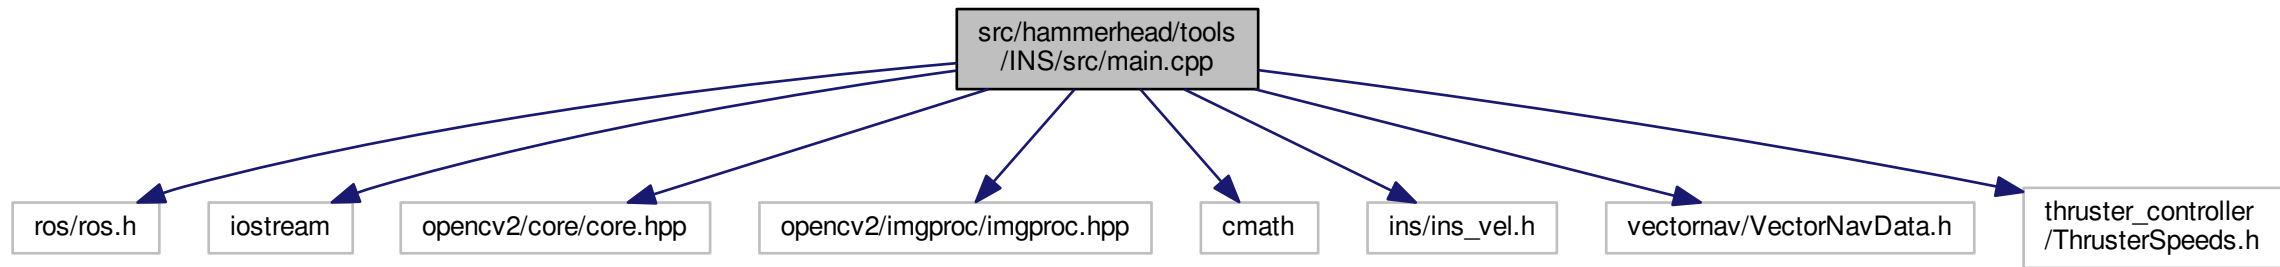 src/hammerhead/tools
/INS/src/main.cpp
ros/ros.h
iostream
opencv2/core/core.hpp
opencv2/imgproc/imgproc.hpp
cmath
ins/ins_vel.h
vectornav/VectorNavData.h
thruster_controller
/ThrusterSpeeds.h